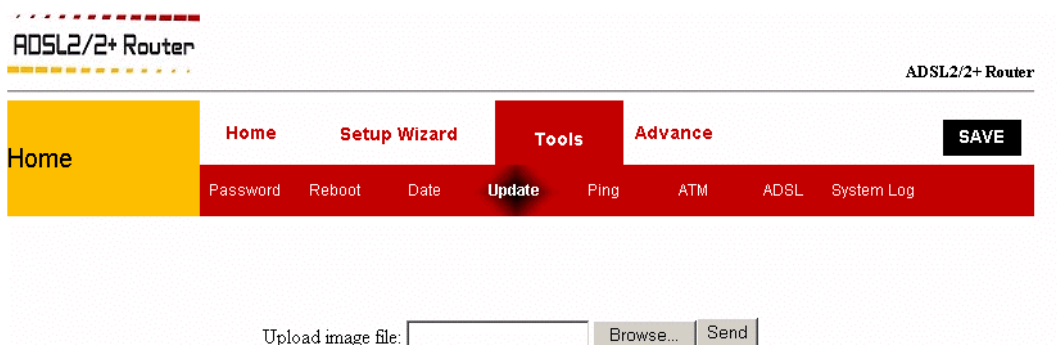 ADSL2/2+ Router
ADSL2/2+ Router
Home
Home Setup Wizard Tools Advance SAVE
Password Reboot Date Update Ping ATM ADSL System Log
Upload image file: Browse... Send